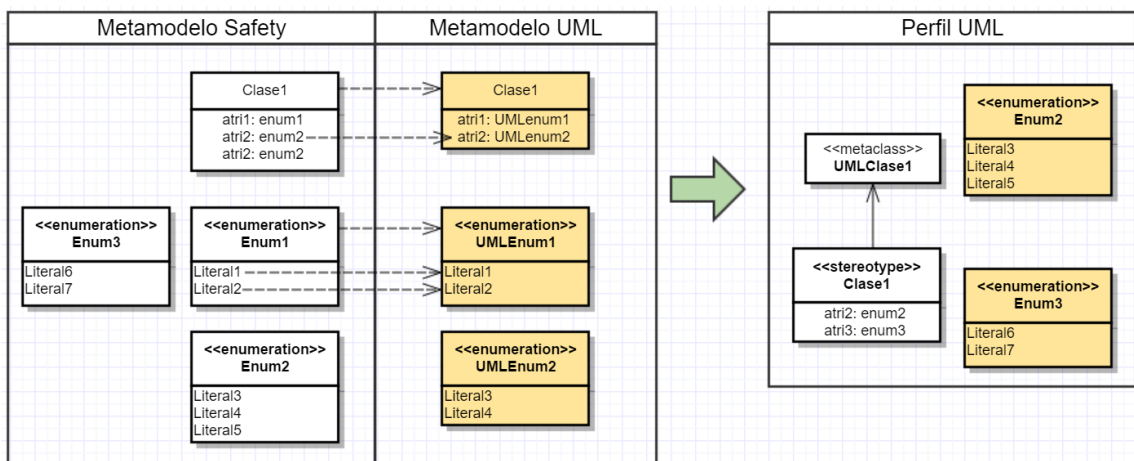 Metamodelo Safety
Metamodelo UML
Perfil UML
Clase1
atri1: enum1
atri2: enum2
atri2: enum2
Clase1
atri1: UMLenum1
atri2: UMLenum2
<<enumeration>>
Enum3
Literal6
Literal7
<<enumeration>>
Enum1
Literal1
Literal2
<<enumeration>>
UMLEnum1
Literal1
Literal2
<<enumeration>>
Enum2
Literal3
Literal4
Literal5
<<enumeration>>
UMLEnum2
Literal3
Literal4
<<metaclass>>
UMLClase1
<<enumeration>>
Enum2
Literal3
Literal4
Literal5
<<stereotype>>
Clase1
atri2: enum2
atri3: enum3
<<enumeration>>
Enum3
Literal6
Literal7